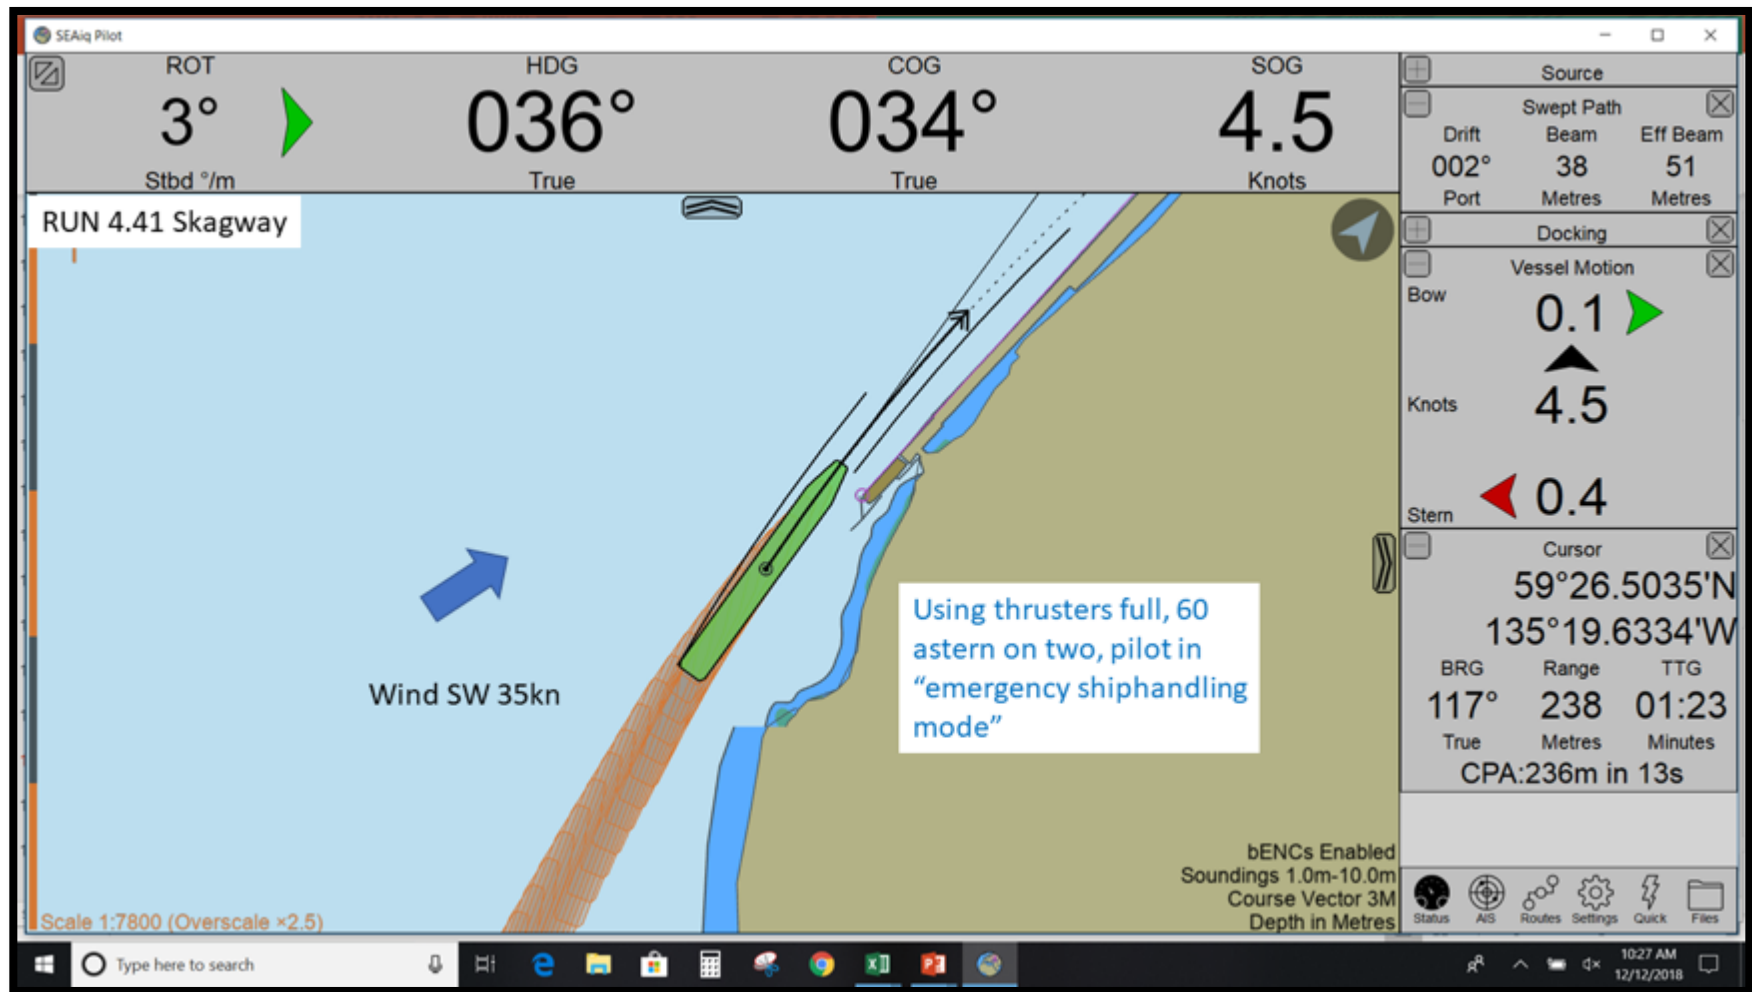 SEAiq Pilot
ROT HDG COG SOG
3° 036° 034° 4.5
Stbd °/m True True Knots
RUN 4.41 Skagway
Wind SW 35kn
Using thrusters full, 60
astern on two, pilot in
“emergency shiphandling
mode”
bENCs Enabled
Soundings 1.0m-10.0m
Course Vector 3M
Depth in Metres
Scale 1:7800 (Overscale ×2.5)
Source
Swept Path
Drift Beam Eff Beam
002° 38 51
Port Metres Metres
Docking
Vessel Motion
Bow
0.1
Knots
4.5
0.4
Stern
Cursor
59°26.5035'N
135°19.6334'W
BRG Range TTG
117° 238 01:23
True Metres Minutes
CPA:236m in 13s
Status AIS Routes Settings Quick Files
Type here to search
10:27 AM
12/12/2018